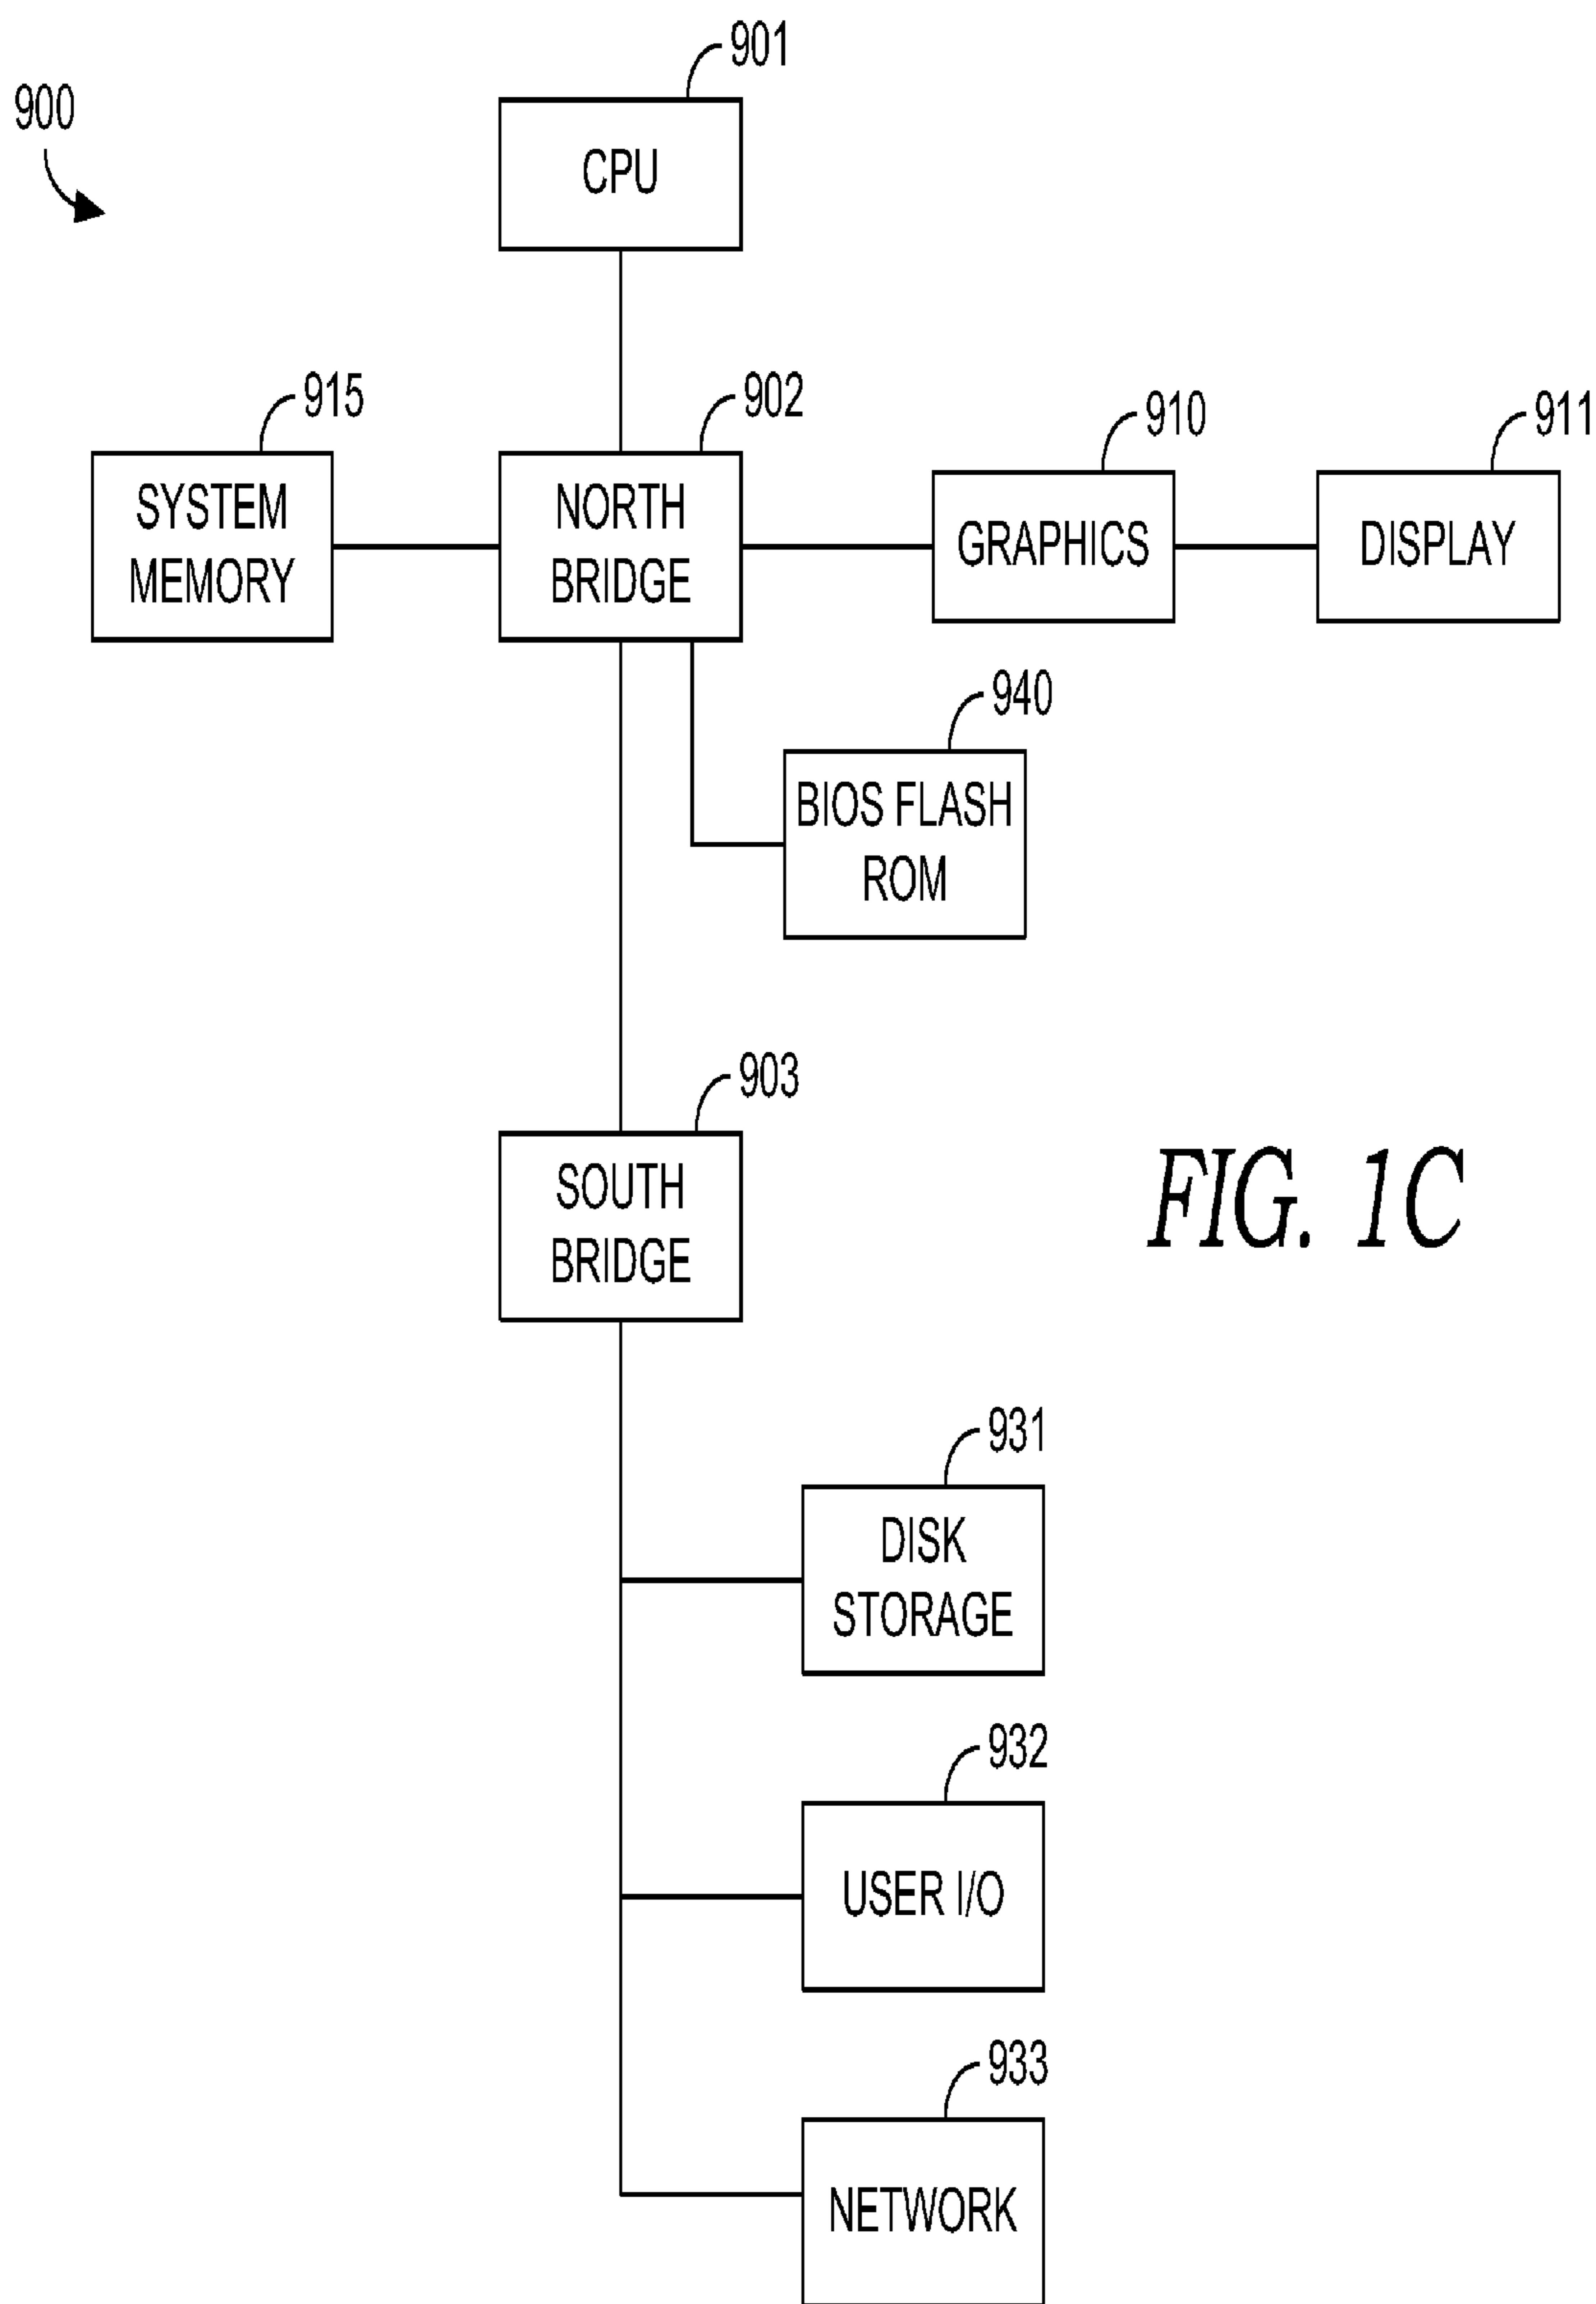 901
900
CPU
915
902
910
911
SYSTEM
MEMORY
NORTH
BRIDGE
GRAPHICS
DISPLAY
940
BIOS FLASH
ROM
903
SOUTH
BRIDGE
FIG. 1C
931
DISK
STORAGE
932
USER I/O
933
NETWORK